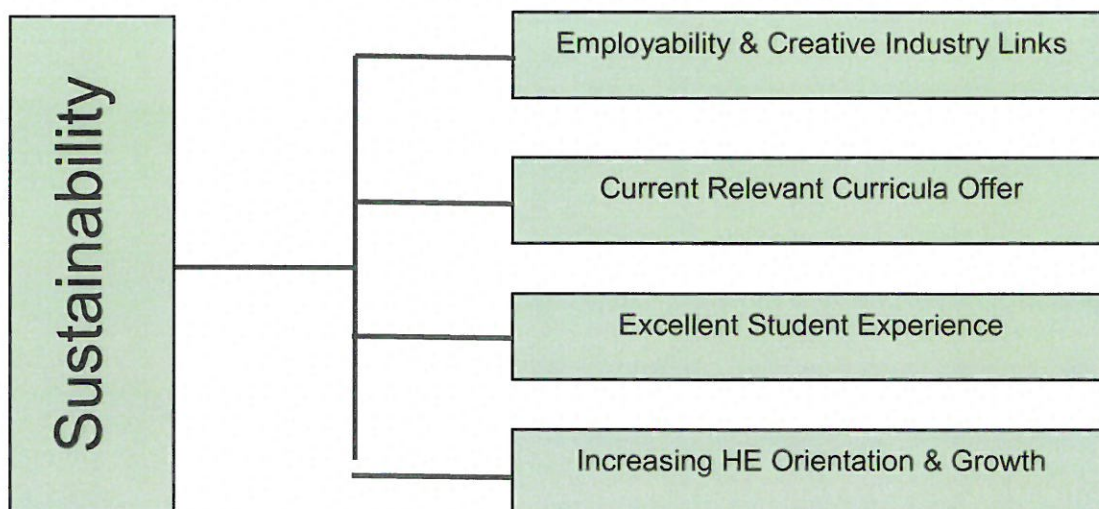 Sustainability
Employability & Creative Industry Links
Current Relevant Curricula Offer
Excellent Student Experience
Increasing HE Orientation & Growth